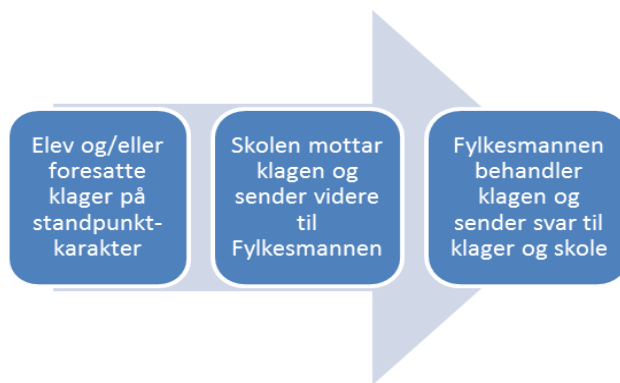 Elev og/eller
foresatte
klager på
standpunkt-
karakter
Skolen mottar
klagen og
sender videre
til
Fylkesmannen
Fylkesmannen
behandler
klagen og
sender svar til
klager og skole